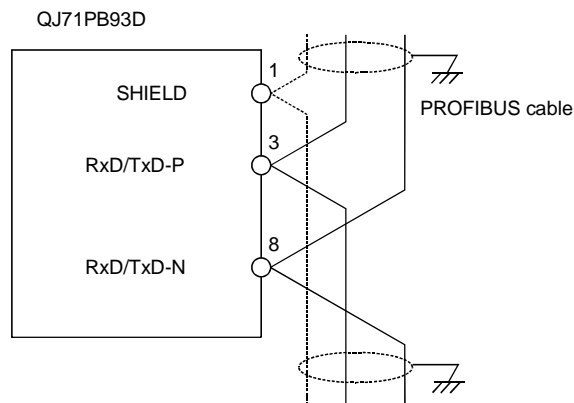 QJ71PB93D
1
SHIELD
PROFIBUS cable
3
RxD/TxD-P
8
RxD/TxD-N